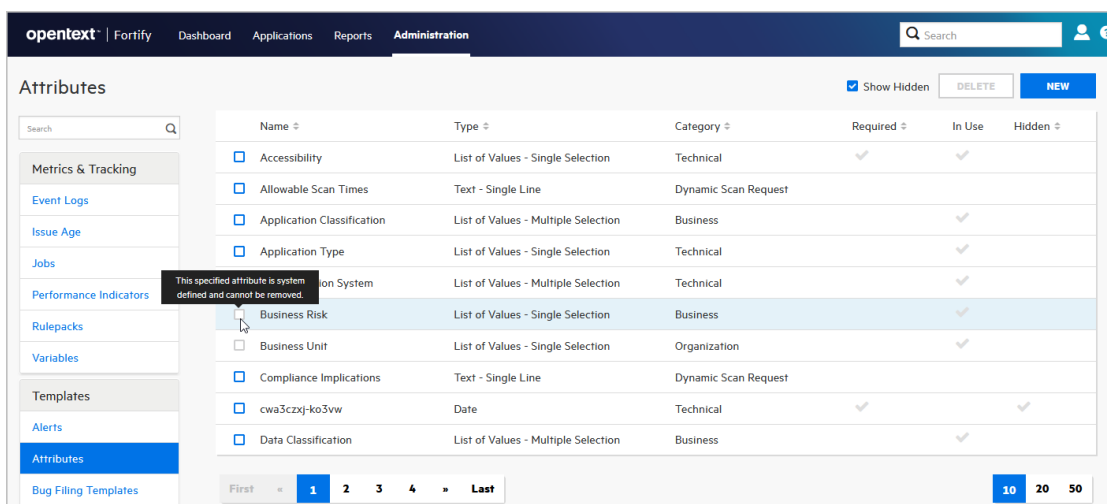 opentext™ | Fortify Dashboard Applications Reports Administration Search
Attributes Show Hidden DELETE NEW
Search
Metrics & Tracking
Event Logs
Issue Age
Jobs
Performance Indicators
Rulepacks
Variables
Templates
Alerts
Attributes
Bug Filing Templates
Name Type Category Required In Use Hidden
Accessibility List of Values - Single Selection Technical
Allowable Scan Times Text - Single Line Dynamic Scan Request
Application Classification List of Values - Multiple Selection Business
Application Type List of Values - Single Selection Technical
This specified attribute is system
defined and cannot be removed.
System List of Values - Multiple Selection Technical
Business Risk List of Values - Single Selection Business
Business Unit List of Values - Single Selection Organization
Compliance Implications Text - Single Line Dynamic Scan Request
cwa3czxj-ko3vw Date Technical
Data Classification List of Values - Multiple Selection Business
First « 1 2 3 4 » Last 10 20 50